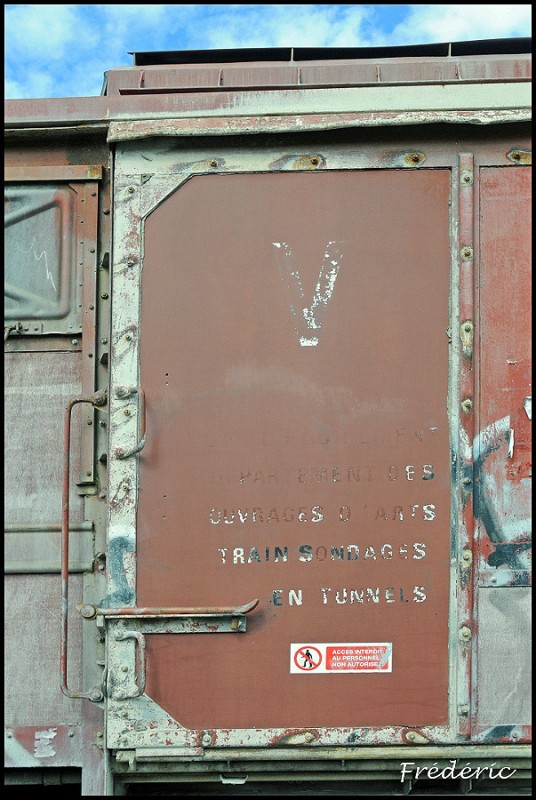 V
DEPARTEMENT DES
OUVRAGES D'ARTS
TRAIN SONDAGES
EN TUNNELS
ACCES INTERDIT
AU PERSONNEL
NON AUTORISE
Frédéric